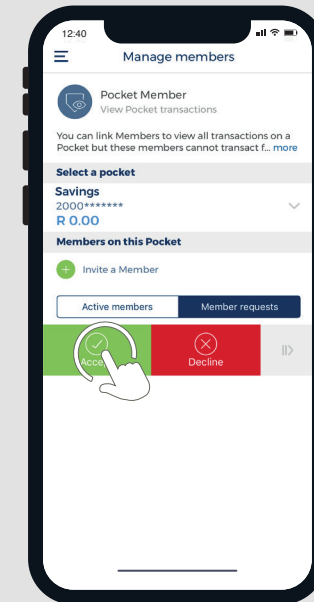 12:40
Manage members
Pocket Member
View Pocket transactions
You can link Members to view all transactions on a
Pocket but these members cannot transact f... more
Select a pocket
Savings
2000*******
R 0.00
Members on this Pocket
Invite a Member
Active members
Member requests
Decline